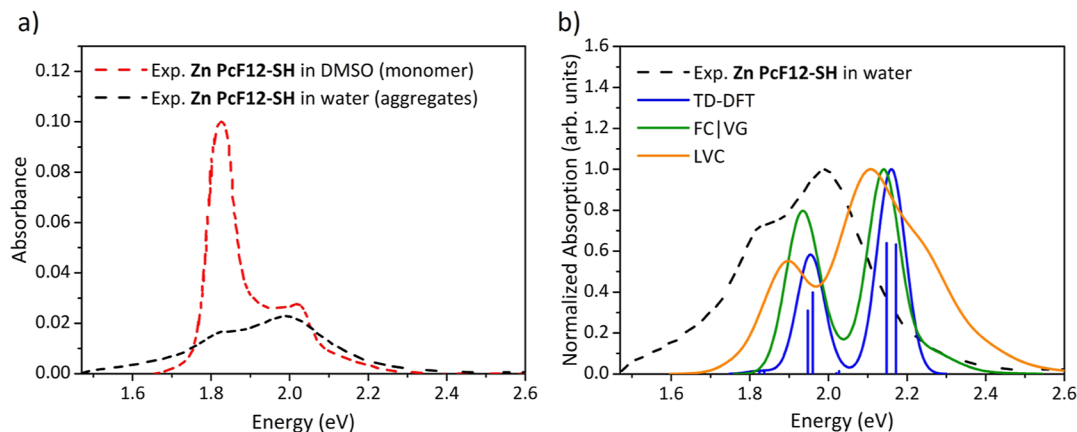 a)
Exp. Zn PcF12-SH in DMSO (monomer)
Exp. Zn PcF12-SH in water (aggregates)
Absorbance
0.12
0.10
0.08
0.06
0.04
0.02
0.00
1.6
1.8
2.0
2.2
2.4
2.6
Energy (eV)
b)
Exp. Zn PcF12-SH in water
TD-DFT
FC|VG
LVC
Normalized Absorption (arb. units)
1.6
1.4
1.2
1.0
0.8
0.6
0.4
0.2
0.0
1.6
1.8
2.0
2.2
2.4
2.6
Energy (eV)